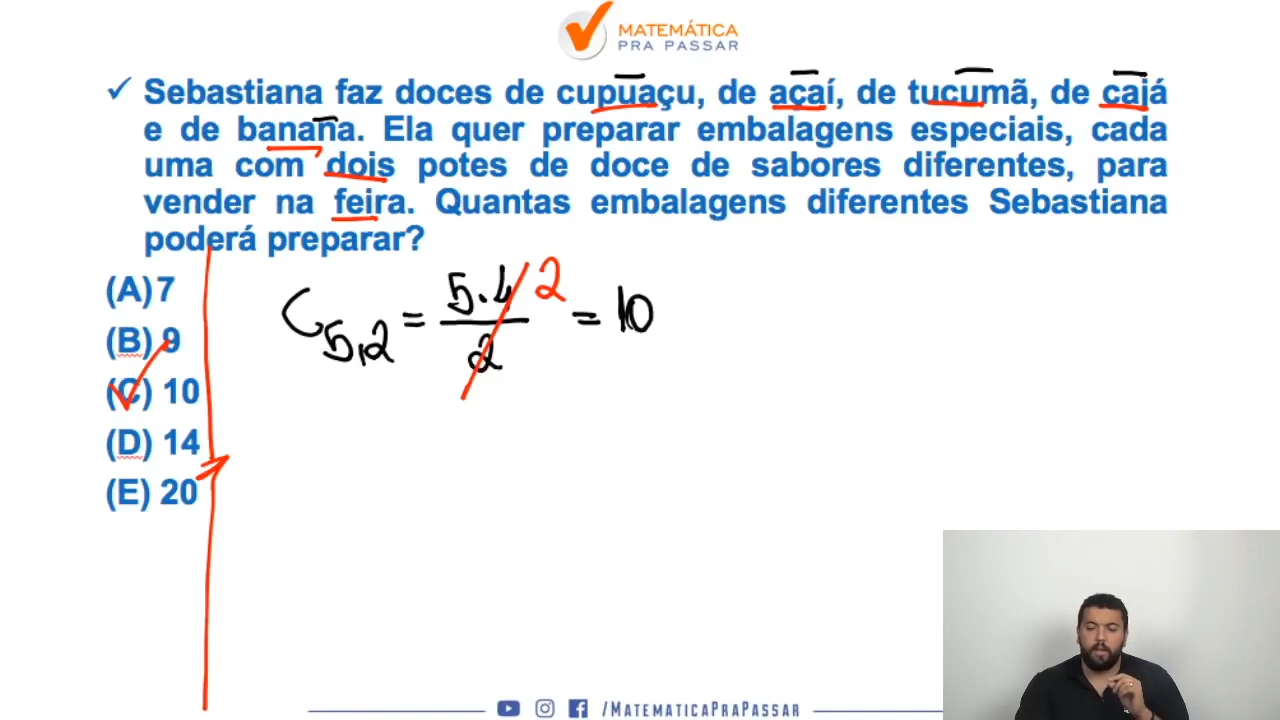 MATEMÁTICA
PRA PASSAR
✓ Sebastiana faz doces de cupuaçu, de açaí, de tucumã, de cajá
e de banana. Ela quer preparar embalagens especiais, cada
uma com dois potes de doce de sabores diferentes, para
vender na feira. Quantas embalagens diferentes Sebastiana
poderá preparar?
(A) 7
(B) 9
(C) 10
(D) 14
(E) 20
C5,2 = 5.4/2 2 = 10
/MATEMATICAPRAPASSAR